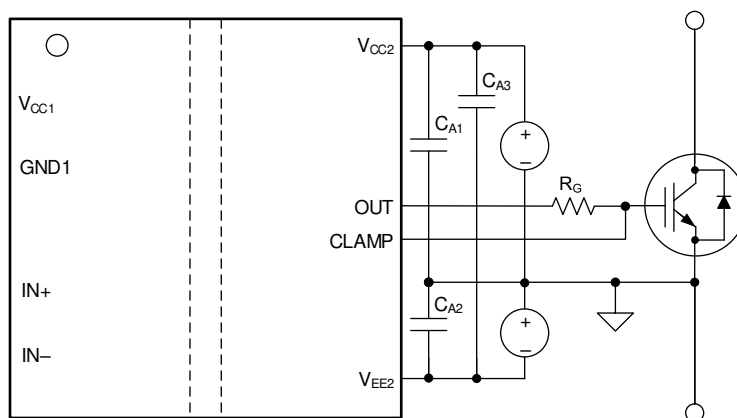 VCC2
CA3
VCC1
CA1
+
−
GND1
RG
OUT
CLAMP
IN+
CA2
+
−
IN–
VEE2